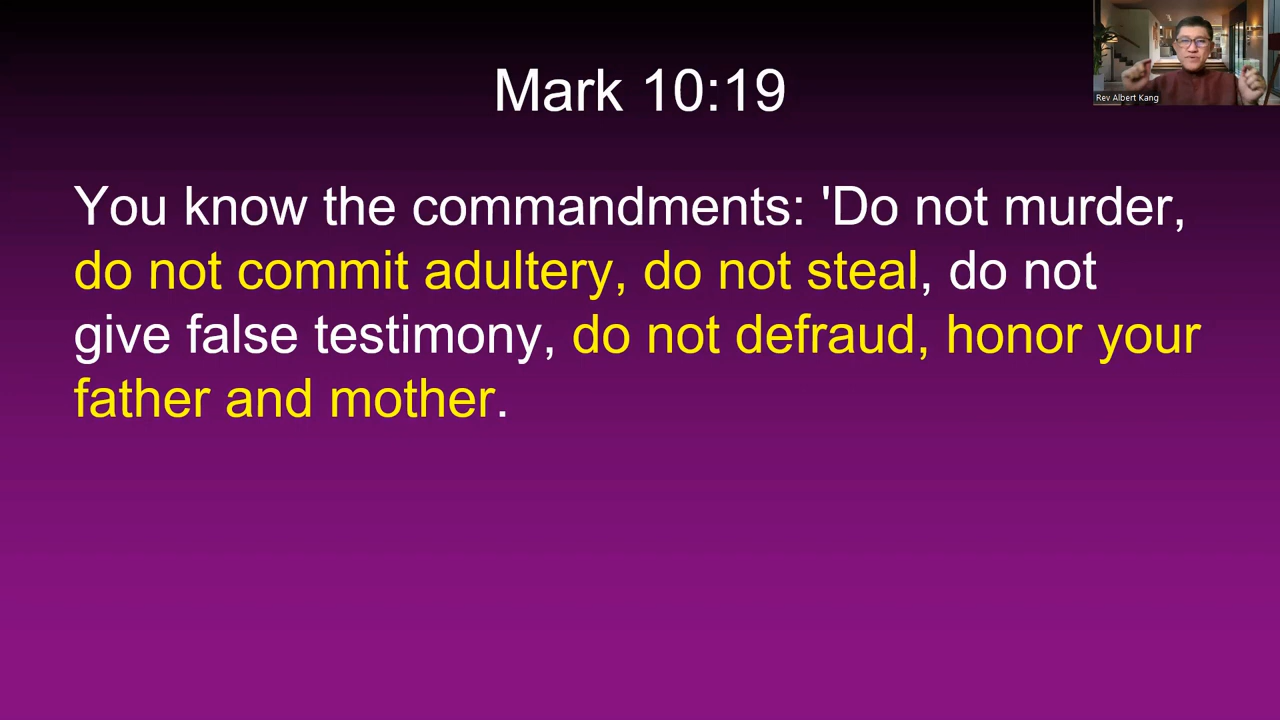 Rev Albert Kang
Mark 10:19
You know the commandments: 'Do not murder,
do not commit adultery, do not steal, do not
give false testimony, do not defraud, honor your
father and mother.